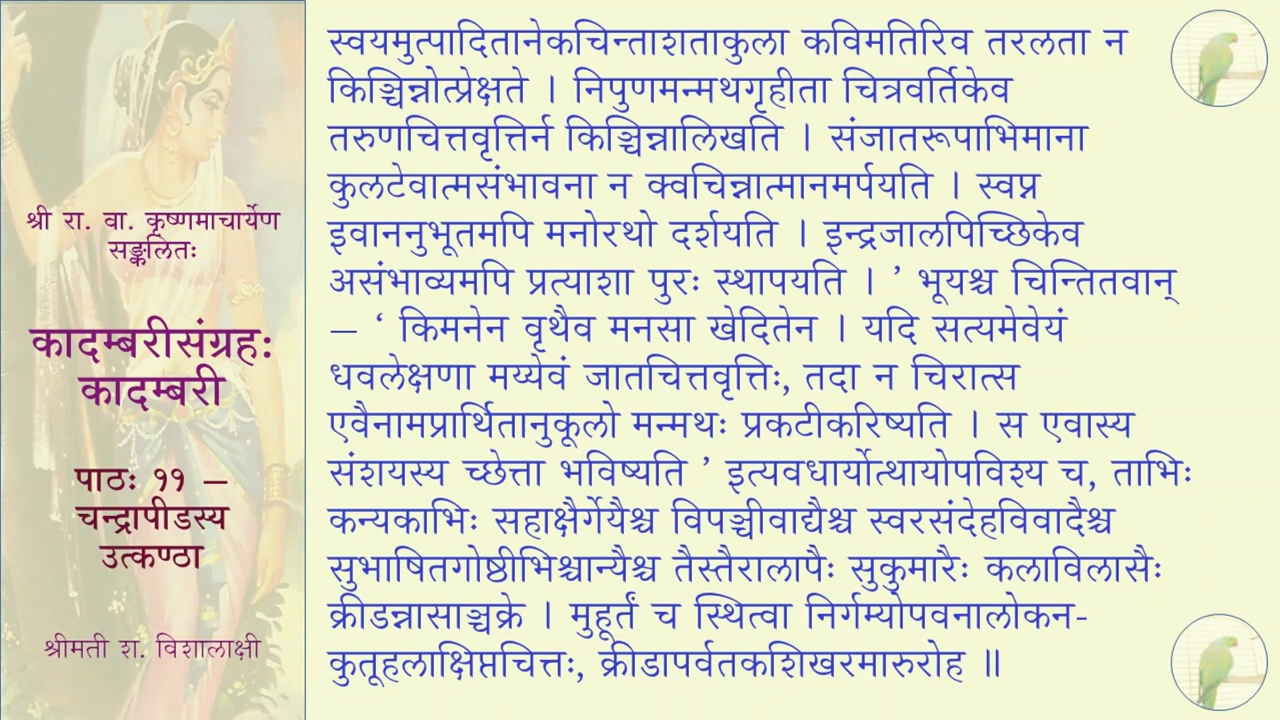 श्री रा. वा. कृष्णमाचार्येण
सङ्कलितः
कादम्बरीसंग्रहः
कादम्बरी
पाठः ११ –
चन्द्रापीडस्य
उत्कण्ठा
श्रीमती श. विशालाक्षी
स्वयमुत्पादितानेकचिन्ताशताकुला कविमतिरिव तरलता न
किञ्चिन्नोत्प्रेक्षते । निपुणमन्मथगृहीता चित्रवर्तिकेव
तरुणचित्तवृत्तिर्न किञ्चिन्नालिखति । संजातरूपाभिमाना
कुलटेवात्मसंभावना न क्वचिन्नात्मानमर्पयति । स्वप्न
इवाननुभूतमपि मनोरथो दर्शयति । इन्द्रजालपिच्छिकेव
असंभाव्यमपि प्रत्याशा पुरः स्थापयति । ’ भूयश्च चिन्तितवान्
– ‘ किमनेन वृथैव मनसा खेदितेन । यदि सत्यमेवेयं
धवलेक्षणा मय्येवं जातचित्तवृत्तिः, तदा न चिरात्स
एवैनामप्रार्थितानुकूलो मन्मथः प्रकटीकरिष्यति । स एवास्य
संशयस्य च्छेत्ता भविष्यति ’ इत्यवधार्योत्थायोपविश्य च, ताभिः
कन्यकाभिः सहाक्षैर्गेयैश्च विपञ्चीवाद्यैश्च स्वरसंदेहविवादैश्च
सुभाषितगोष्ठीभिश्चान्यैश्च तैस्तैरालापैः सुकुमारैः कलाविलासैः
क्रीडन्नासाञ्चक्रे । मुहूर्तं च स्थित्वा निर्गम्योपवनालोकन-
कुतूहलाक्षिप्तचित्तः, क्रीडापर्वतकशिखरमारुरोह ॥